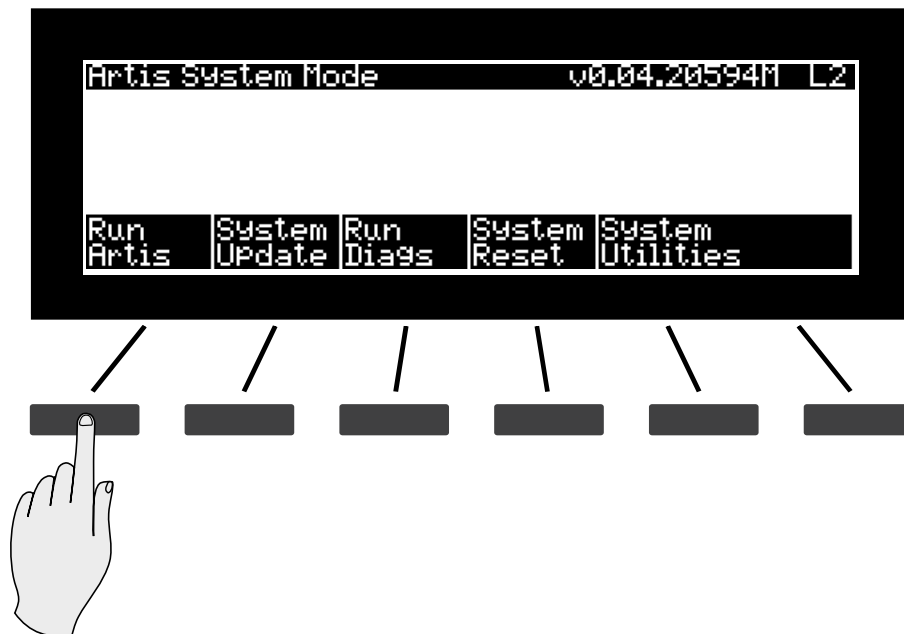 Artis System Mode v0.04.20594M L2
Run System Run System System
Artis Update Diags Reset Utilities